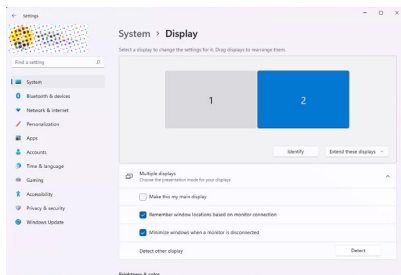 Settings
System > Display
Select a display to change the settings for it. Drag displays to rearrange them.
Find a setting
System
Bluetooth & devices
Network & internet
Personalization
Apps
Accounts
Time & language
Gaming
Accessibility
Privacy & security
Windows Update
1
2
Identify
Extend these displays
Multiple displays
Choose the presentation mode for your displays
Make this my main display
Remember window locations based on monitor connection
Minimize windows when a monitor is disconnected
Detect other display
Detect
Brightness & color